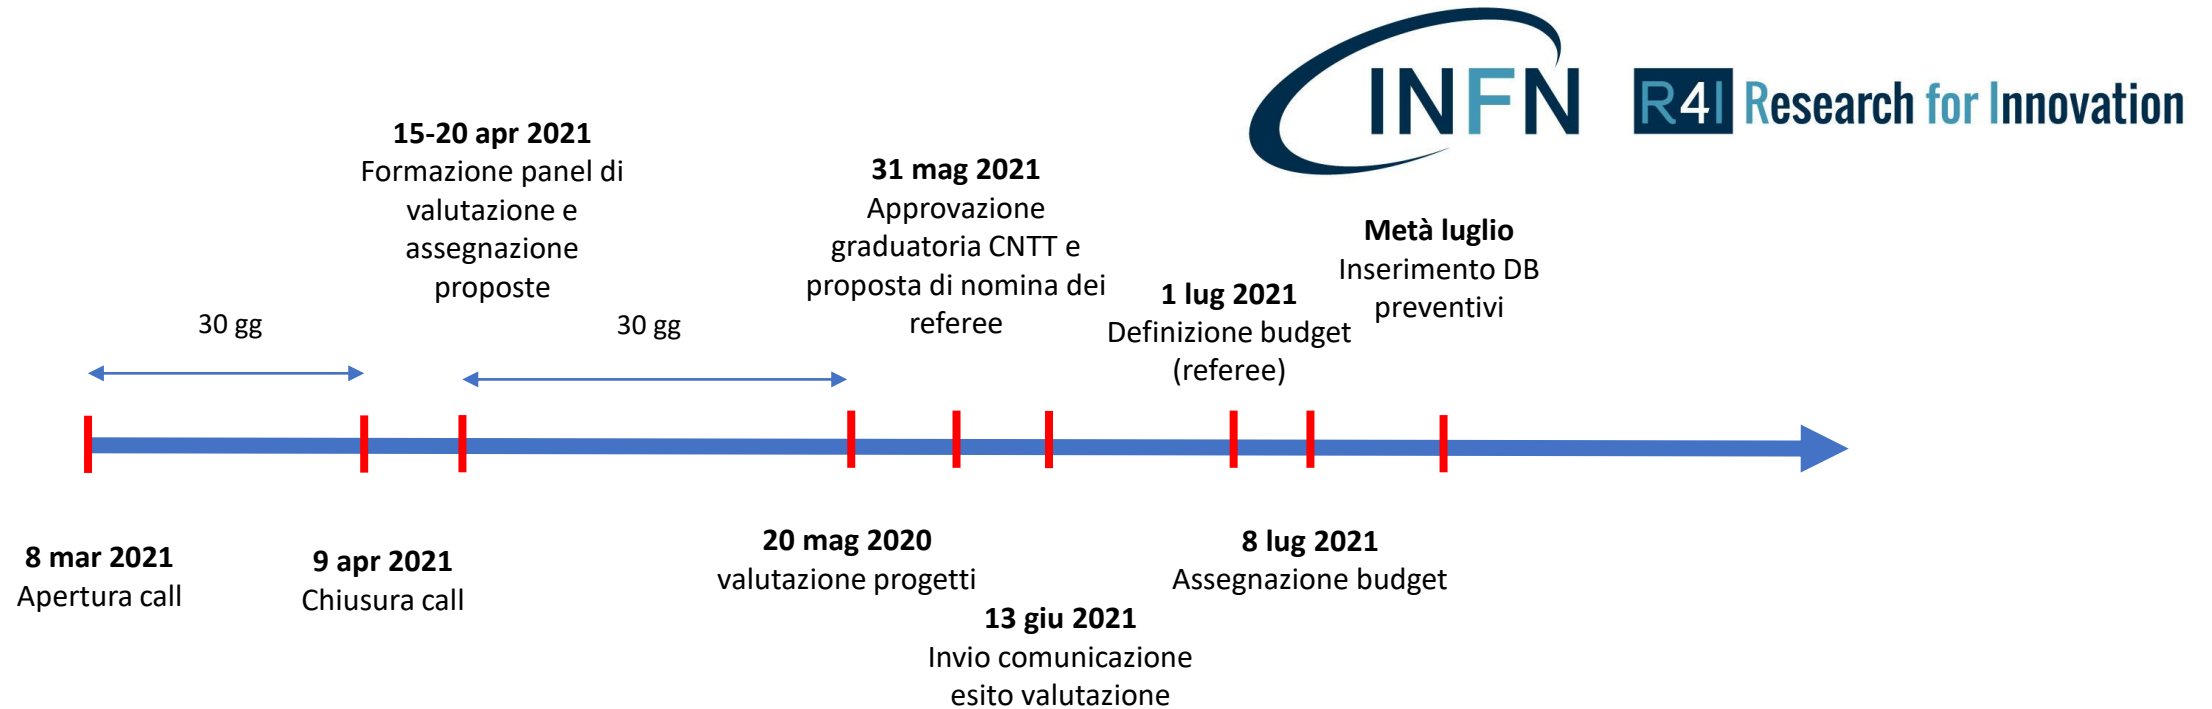 INFN
R4I Research for Innovation
15-20 apr 2021
Formazione panel di
valutazione e
assegnazione
proposte
31 mag 2021
Approvazione
graduatoria CNTT e
proposta di nomina dei
referee
Metà luglio
Inserimento DB
preventivi
1 lug 2021
Definizione budget
(referee)
30 gg
30 gg
8 mar 2021
Apertura call
9 apr 2021
Chiusura call
20 mag 2020
valutazione progetti
13 giu 2021
Invio comunicazione
esito valutazione
8 lug 2021
Assegnazione budget